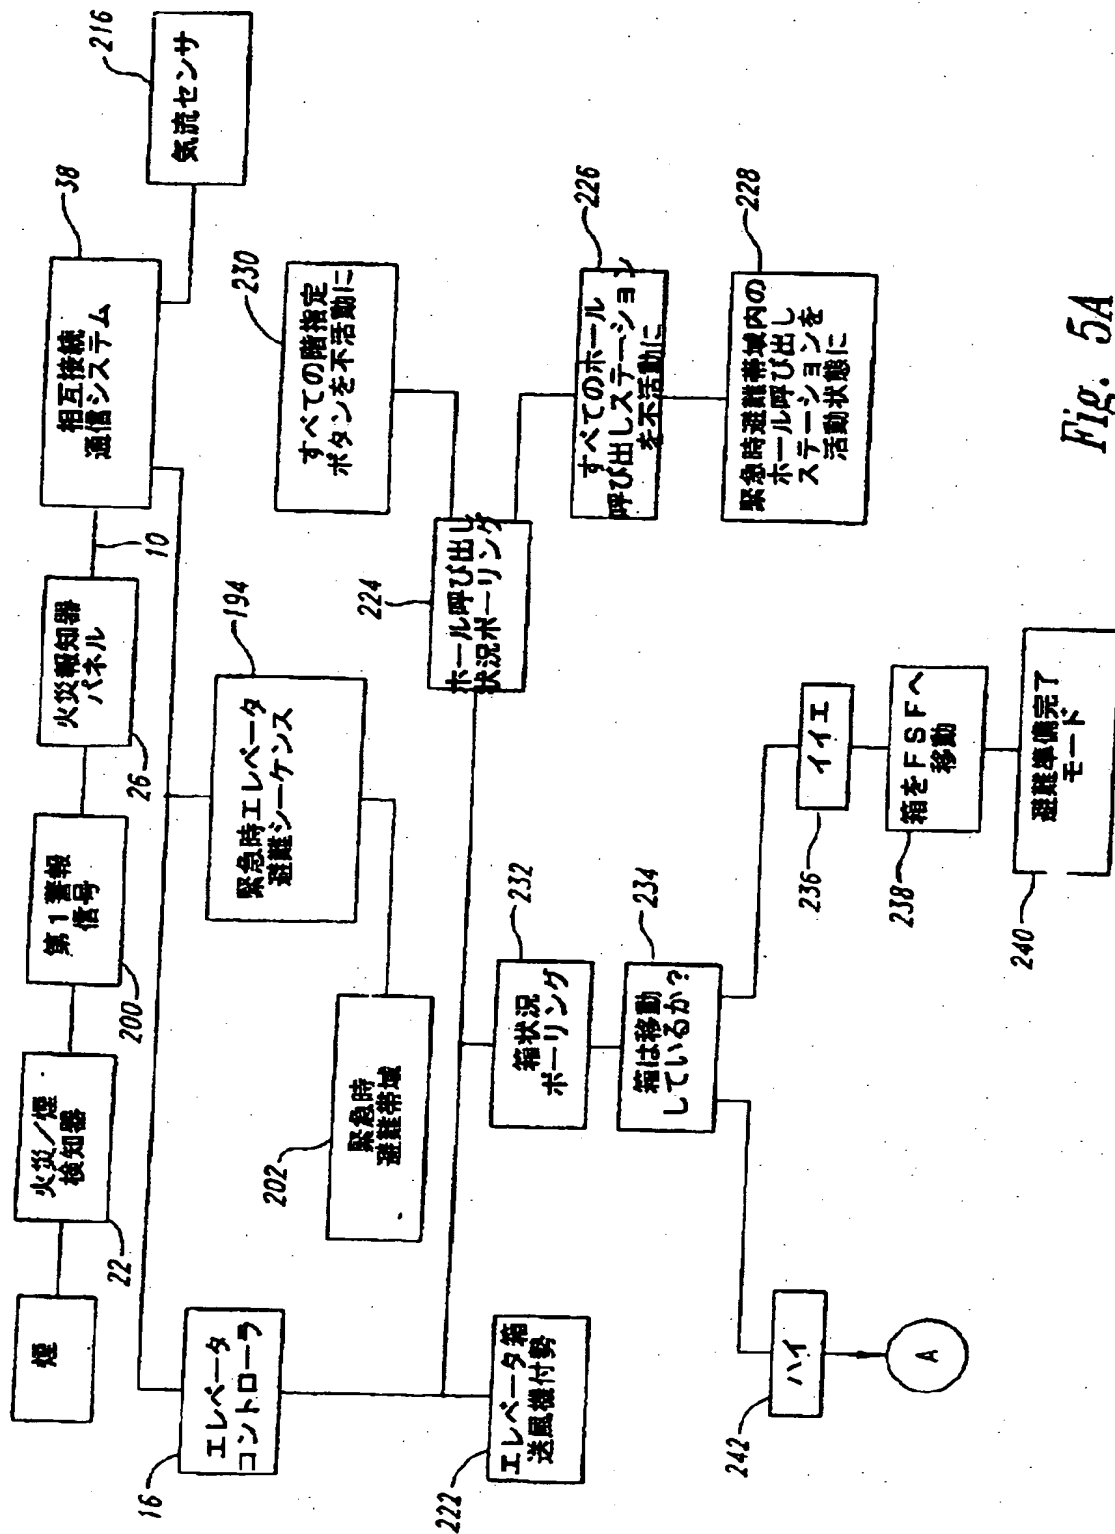 煙
火災/煙
検知器
22
第1警報
信号
200
火災報知器
パネル
26
10
相互接続
通信システム
38
気流センサ
216
エレベータ
コントローラ
16
緊急時エレベータ
避難シーケンス
194
緊急時
避難帯域
202
すべての階指定
ボタンを不活動に
230
ホール呼び出し
状況ポーリング
224
すべてのホール
呼び出しステーション
を不活動に
226
緊急時避難帯域内の
ホール呼び出し
ステーションを
活動状態に
228
エレベータ箱
送風機付勢
222
箱状況
ポーリング
232
箱は移動
しているか?
234
イイエ
236
箱をFSFへ
移動
238
避難準備完了
モード
240
ハイ
242
A
Fig. 5A